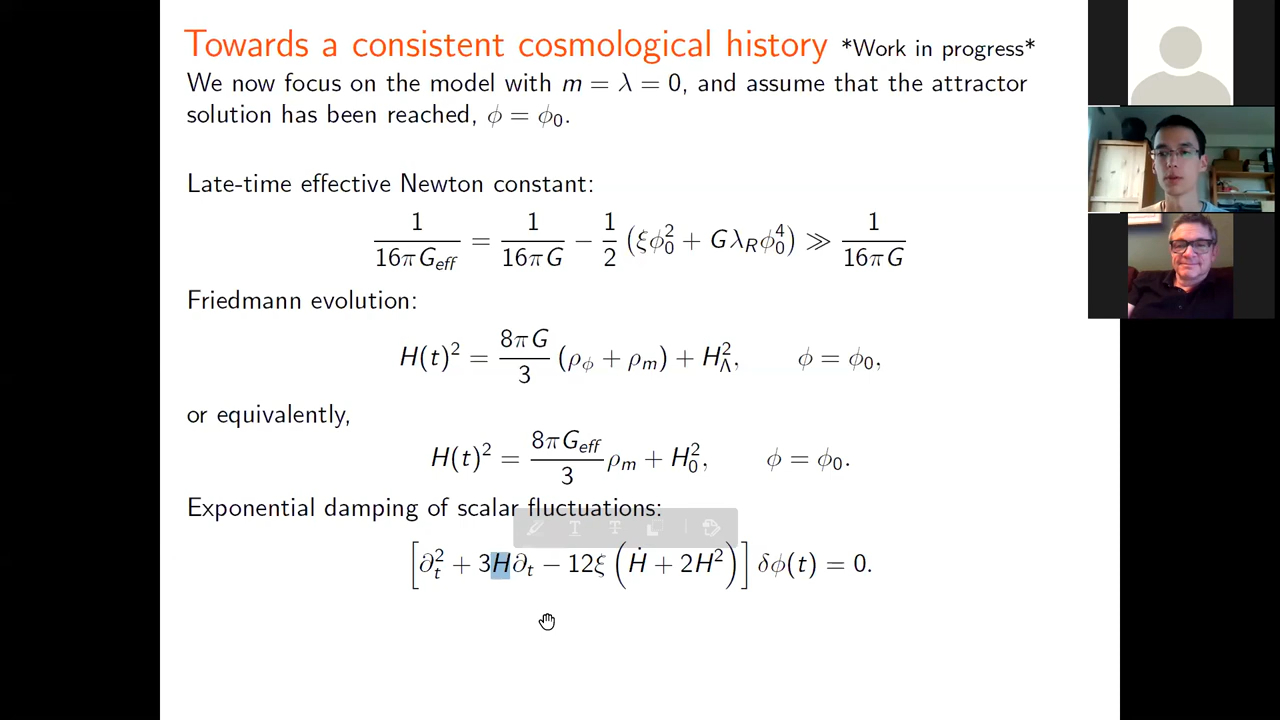 Towards a consistent cosmological history *Work in progress*
We now focus on the model with m = λ = 0, and assume that the attractor
solution has been reached, ϕ = ϕ₀.
Late-time effective Newton constant:
1/(16πG_eff) = 1/(16πG) − 1/2 (ξϕ₀² + Gλ_Rϕ₀⁴) ≫ 1/(16πG)
Friedmann evolution:
H(t)² = 8πG/3 (ρ_ϕ + ρ_m) + H_Λ², ϕ = ϕ₀,
or equivalently,
H(t)² = 8πG_eff/3 ρ_m + H₀², ϕ = ϕ₀.
Exponential damping of scalar fluctuations:
[∂_t² + 3H∂_t − 12ξ (Ḣ + 2H²)] δϕ(t) = 0.